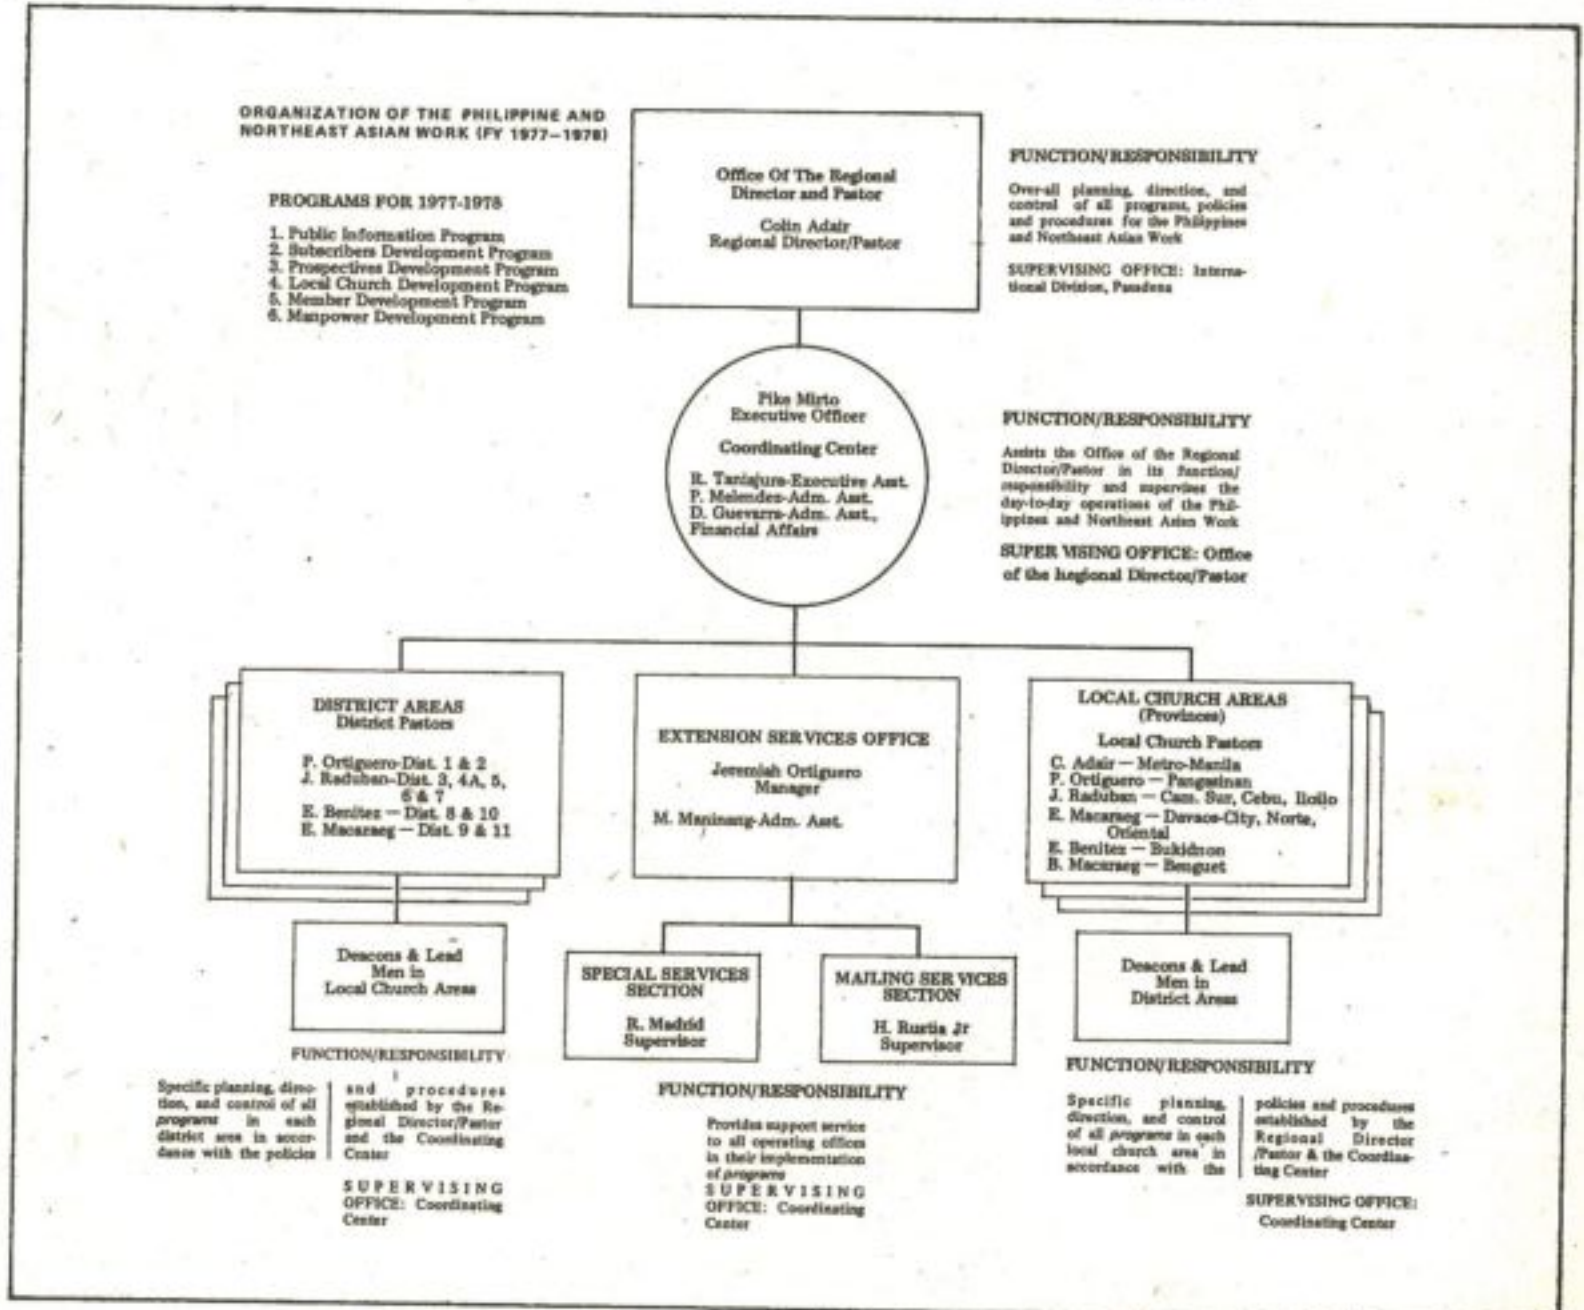 ORGANIZATION OF THE PHILIPPINE AND
NORTHEAST ASIAN WORK (FY 1977–1978)
PROGRAMS FOR 1977-1978
1. Public Information Program
2. Subscribers Development Program
3. Prospectives Development Program
4. Local Church Development Program
5. Member Development Program
6. Manpower Development Program
Office Of The Regional
Director and Pastor
Colin Adair
Regional Director/Pastor
FUNCTION/RESPONSIBILITY
Over-all planning, direction, and
control of all programs, policies
and procedures for the Philippines
and Northeast Asian Work
SUPERVISING OFFICE: Interna-
tional Division, Pasadena
Pike Mirto
Executive Officer
Coordinating Center
R. Taniajura-Executive Asst.
P. Melendez-Adm. Asst.
D. Guevarra-Adm. Asst.,
Financial Affairs
FUNCTION/RESPONSIBILITY
Assists the Office of the Regional
Director/Pastor in its function/
responsibility and supervises the
day-to-day operations of the Phil-
ippines and Northeast Asian Work
SUPERVISING OFFICE: Office
of the Regional Director/Pastor
DISTRICT AREAS
District Pastors
P. Ortiguero-Dist. 1 & 2
J. Raduban-Dist. 3, 4A, 5,
6 & 7
E. Benitez — Dist. 8 & 10
E. Macaraeg — Dist. 9 & 11
Deacons & Lead
Men in
Local Church Areas
FUNCTION/RESPONSIBILITY
Specific planning, direc-
tion, and control of all
programs in each
district area in accor-
dance with the policies
and procedures
established by the Re-
gional Director/Pastor
and the Coordinating
Center
SUPERVISING
OFFICE: Coordinating
Center
EXTENSION SERVICES OFFICE
Jeremiah Ortiguero
Manager
M. Maninang-Adm. Asst.
SPECIAL SERVICES
SECTION
R. Madrid
Supervisor
MAILING SERVICES
SECTION
H. Rustia Jr
Supervisor
FUNCTION/RESPONSIBILITY
Provides support service
to all operating offices
in their implementation
of programs
SUPERVISING
OFFICE: Coordinating
Center
LOCAL CHURCH AREAS
(Provinces)
Local Church Pastors
C. Adair — Metro-Manila
P. Ortiguero — Pangasinan
J. Raduban — Cam. Sur, Cebu, Iloilo
E. Macaraeg — Davaos-City, Norte,
Oriental
E. Benitez — Bukidnon
B. Macaraeg — Benguet
Deacons & Lead
Men in
District Areas
FUNCTION/RESPONSIBILITY
Specific planning,
direction, and control
of all programs in each
local church area in
accordance with the
policies and procedures
established by the
Regional Director
/Pastor & the Coordina-
ting Center
SUPERVISING OFFICE:
Coordinating Center